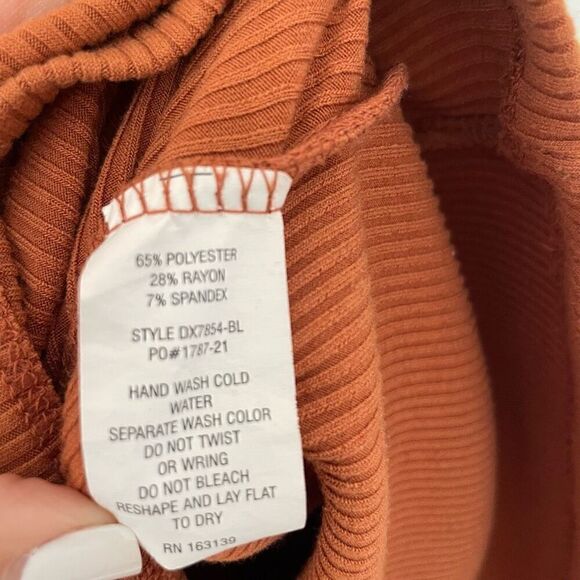 65% POLYESTER
28% RAYON
7% SPANDEX
STYLE DX7854-BL
PO#1787-21
HAND WASH COLD
WATER
SEPARATE WASH COLOR
DO NOT TWIST
OR WRING
DO NOT BLEACH
RESHAPE AND LAY FLAT
TO DRY
RN 163139